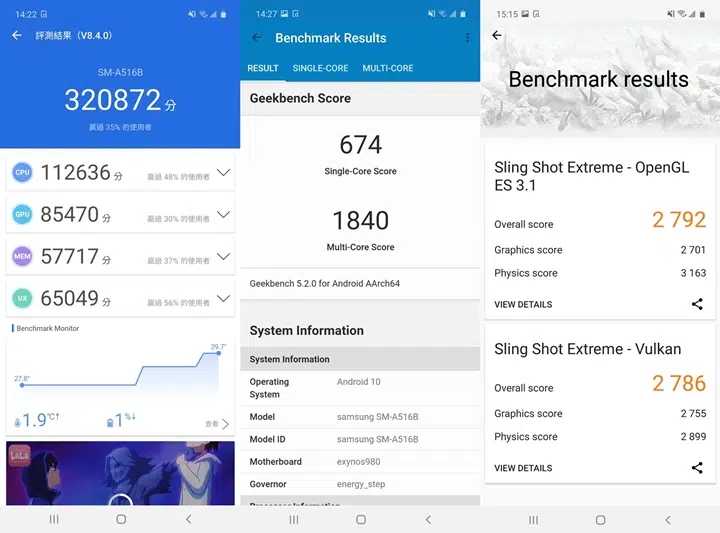 14:22
評測結果（V8.4.0）
SM-A516B
320872 分
贏過 35% 的使用者
CPU 112636 分 贏過 48% 的使用者
GPU 85470 分 贏過 30% 的使用者
MEM 57717 分 贏過 37% 的使用者
UX 65049 分 贏過 56% 的使用者
Benchmark Monitor
29.7°
27.8°
1.9°C↑ 1%↓ 查看
LaLa
14:27
Benchmark Results
RESULT SINGLE-CORE MULTI-CORE
Geekbench Score
674
Single-Core Score
1840
Multi-Core Score
Geekbench 5.2.0 for Android AArch64
System Information
System Information
Operating System Android 10
Model samsung SM-A516B
Model ID samsung SM-A516B
Motherboard exynos980
Governor energy_step
Processor Information
15:15
Benchmark results
Sling Shot Extreme - OpenGL
ES 3.1
Overall score 2 792
Graphics score 2 701
Physics score 3 163
VIEW DETAILS
Sling Shot Extreme - Vulkan
Overall score 2 786
Graphics score 2 755
Physics score 2 899
VIEW DETAILS